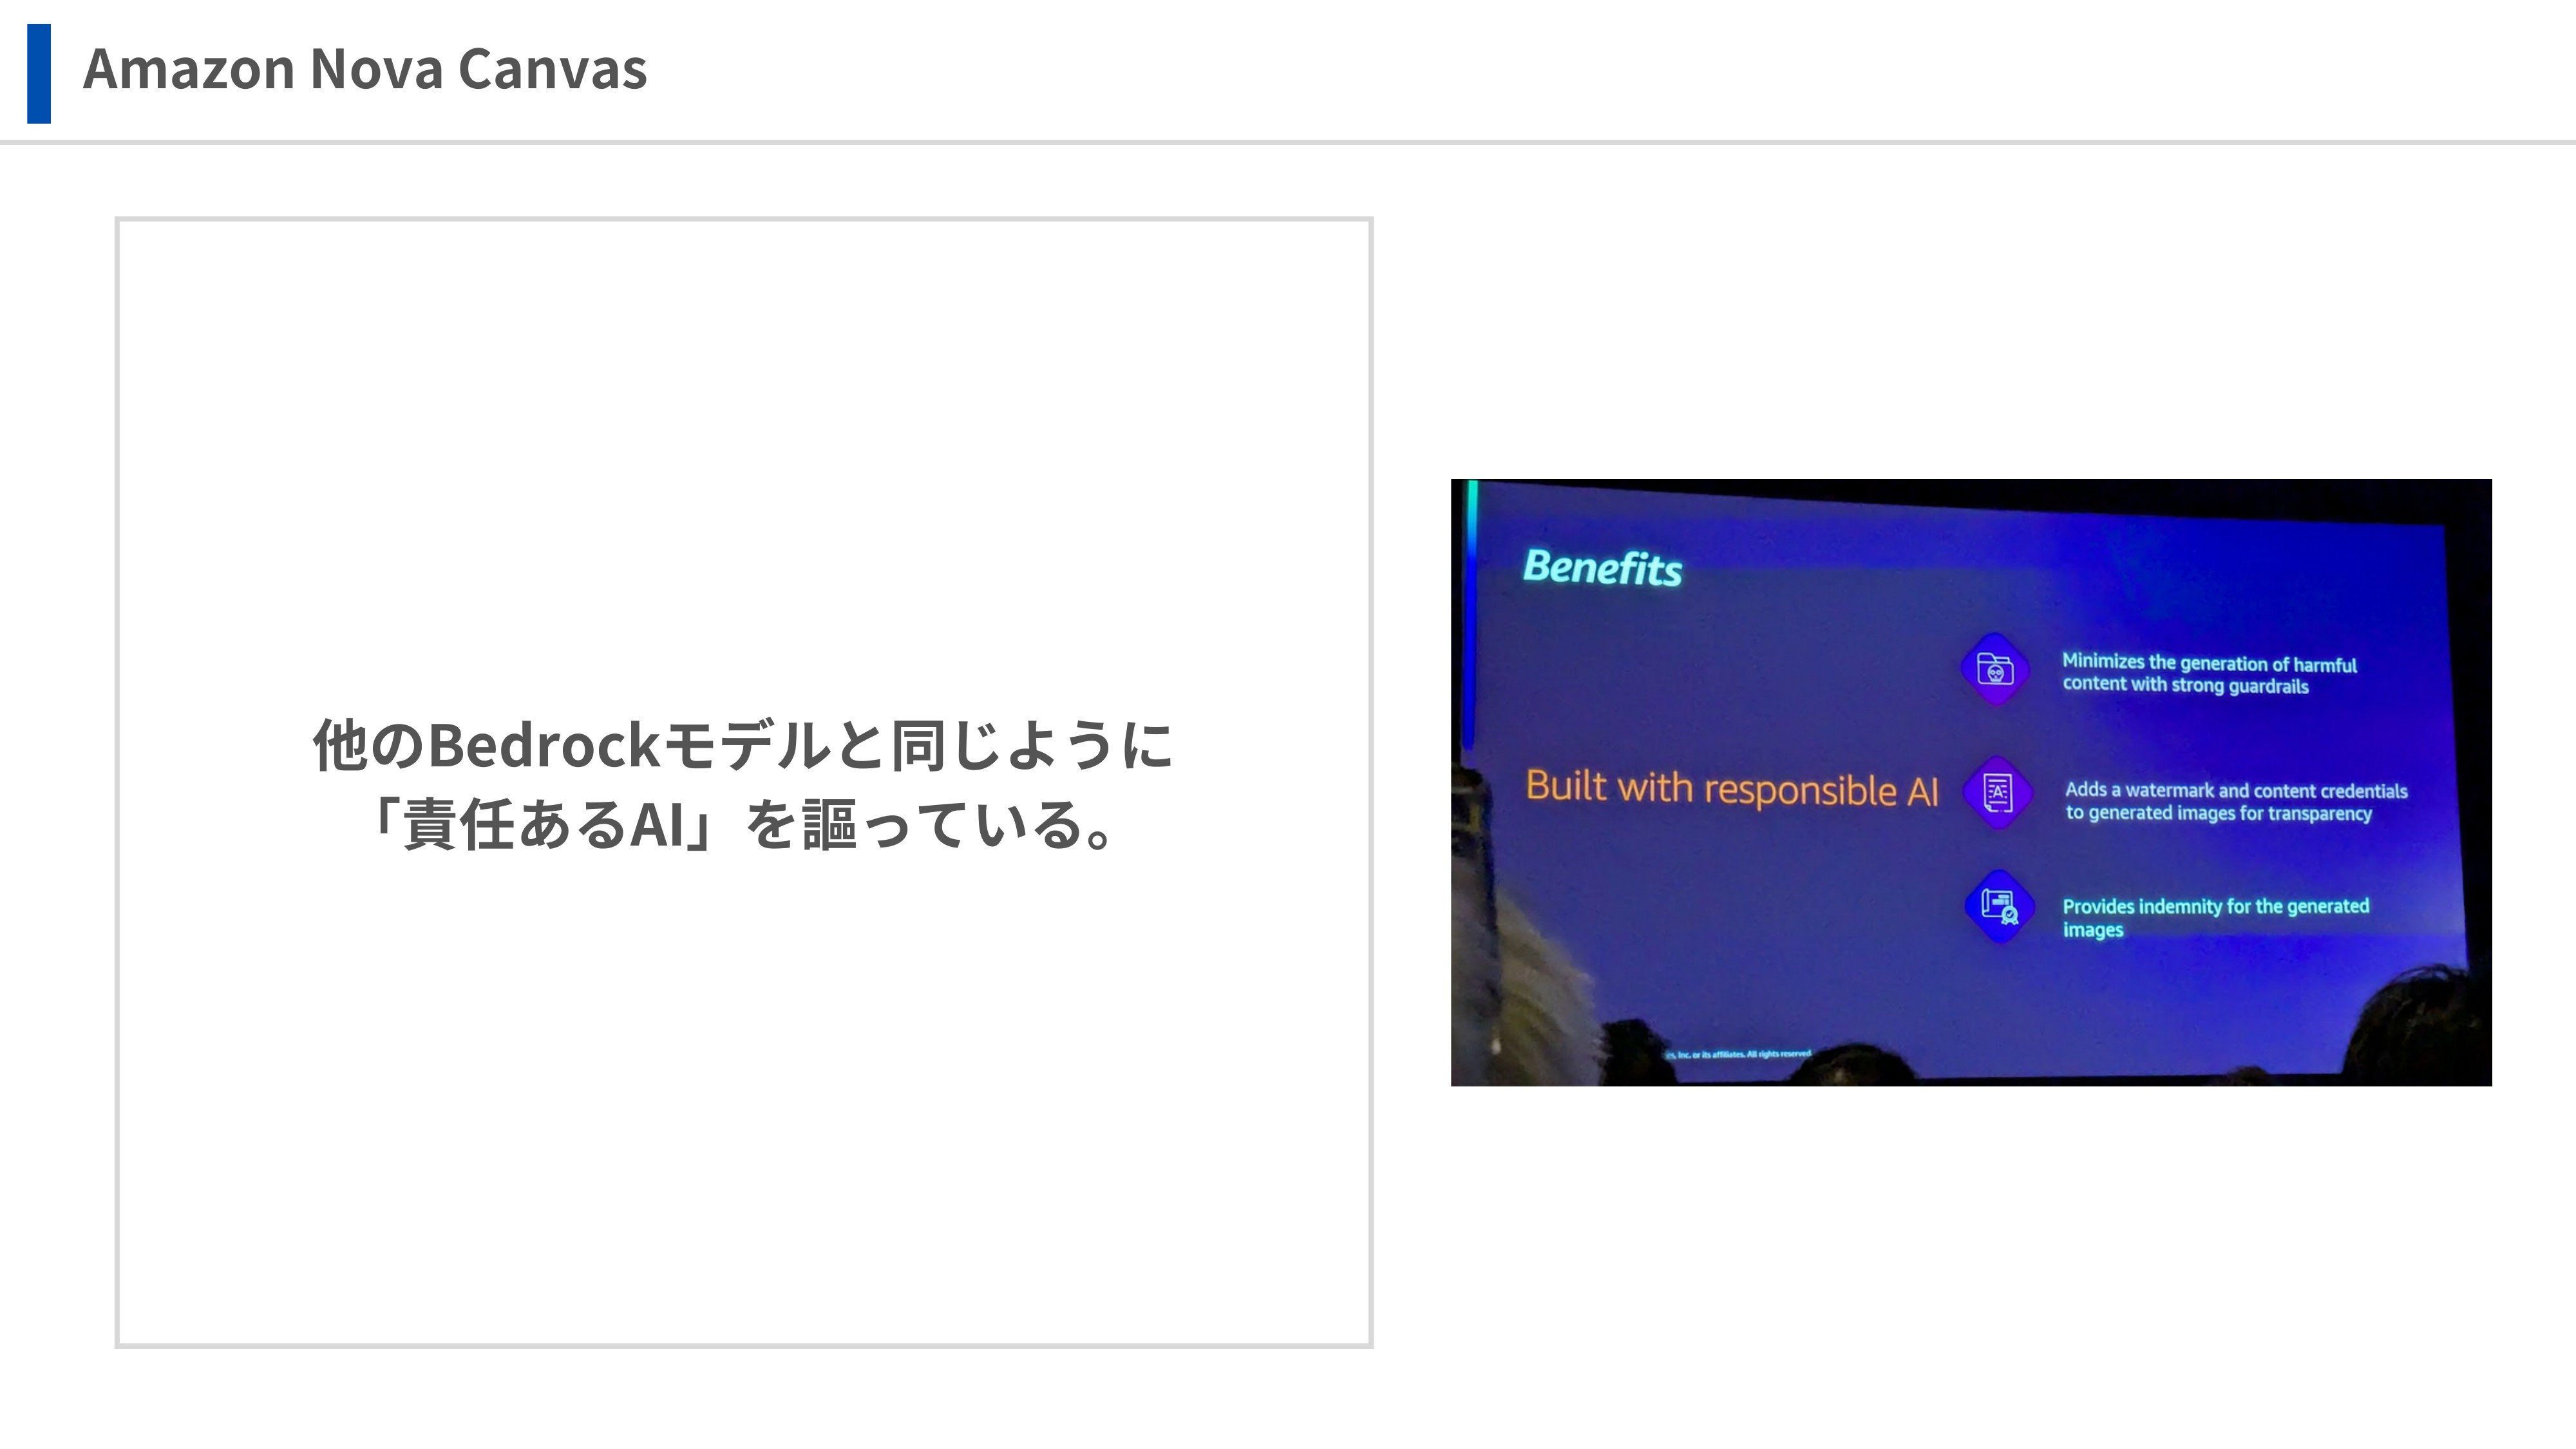 Amazon Nova Canvas
他のBedrockモデルと同じように
「責任あるAI」を謳っている。
Benefits
Built with responsible AI
Minimizes the generation of harmful
content with strong guardrails
Adds a watermark and content credentials
to generated images for transparency
Provides indemnity for the generated
images
Inc. or its affiliates. All rights reserved.